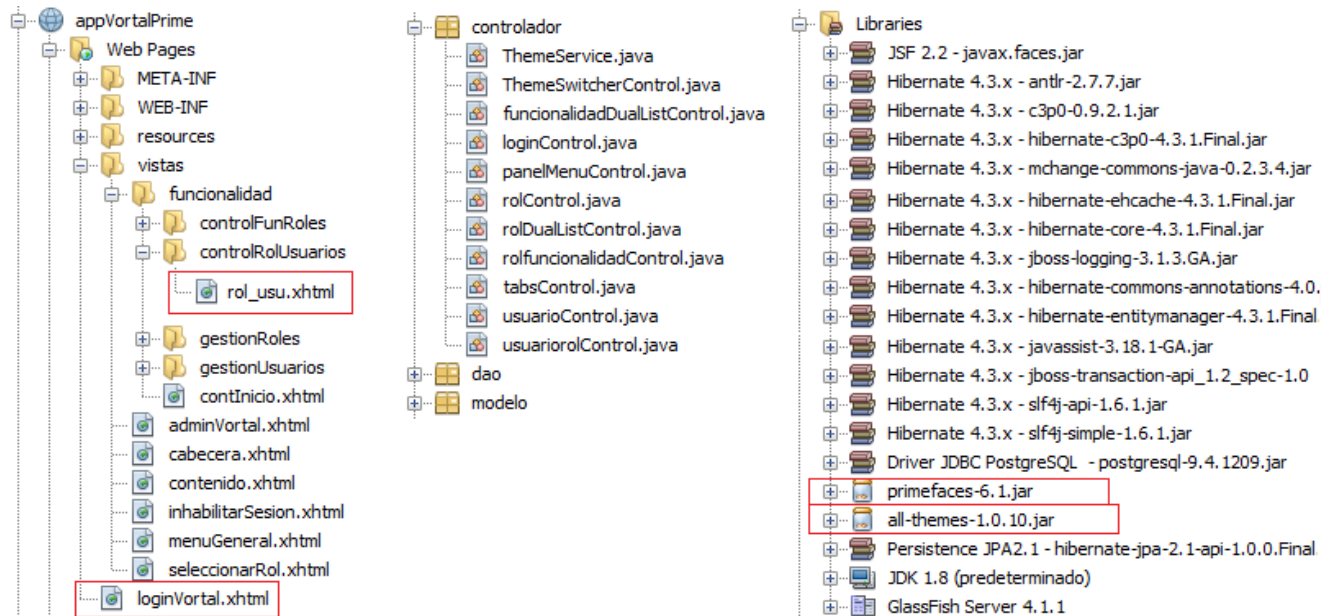 appVortalPrime
Web Pages
META-INF
WEB-INF
resources
vistas
funcionalidad
controlFunRoles
controlRolUsuarios
rol_usu.xhtml
gestionRoles
gestionUsuarios
contInicio.xhtml
adminVortal.xhtml
cabecera.xhtml
contenido.xhtml
inhabilitarSesion.xhtml
menuGeneral.xhtml
seleccionarRol.xhtml
loginVortal.xhtml
controlador
ThemeService.java
ThemeSwitcherControl.java
funcionalidadDualListControl.java
loginControl.java
panelMenuControl.java
rolControl.java
rolDualListControl.java
rolfuncionalidadControl.java
tabsControl.java
usuarioControl.java
usuariorolControl.java
dao
modelo
Libraries
JSF 2.2 - javax.faces.jar
Hibernate 4.3.x - antlr-2.7.7.jar
Hibernate 4.3.x - c3p0-0.9.2.1.jar
Hibernate 4.3.x - hibernate-c3p0-4.3.1.Final.jar
Hibernate 4.3.x - mchange-commons-java-0.2.3.4.jar
Hibernate 4.3.x - hibernate-ehcache-4.3.1.Final.jar
Hibernate 4.3.x - hibernate-core-4.3.1.Final.jar
Hibernate 4.3.x - jboss-logging-3.1.3.GA.jar
Hibernate 4.3.x - hibernate-commons-annotations-4.0.
Hibernate 4.3.x - hibernate-entitymanager-4.3.1.Final.
Hibernate 4.3.x - javassist-3.18.1-GA.jar
Hibernate 4.3.x - jboss-transaction-api_1.2_spec-1.0
Hibernate 4.3.x - slf4j-api-1.6.1.jar
Hibernate 4.3.x - slf4j-simple-1.6.1.jar
Driver JDBC PostgreSQL - postgresql-9.4.1209.jar
primefaces-6.1.jar
all-themes-1.0.10.jar
Persistence JPA2.1 - hibernate-jpa-2.1-api-1.0.0.Final.
JDK 1.8 (predeterminado)
GlassFish Server 4.1.1